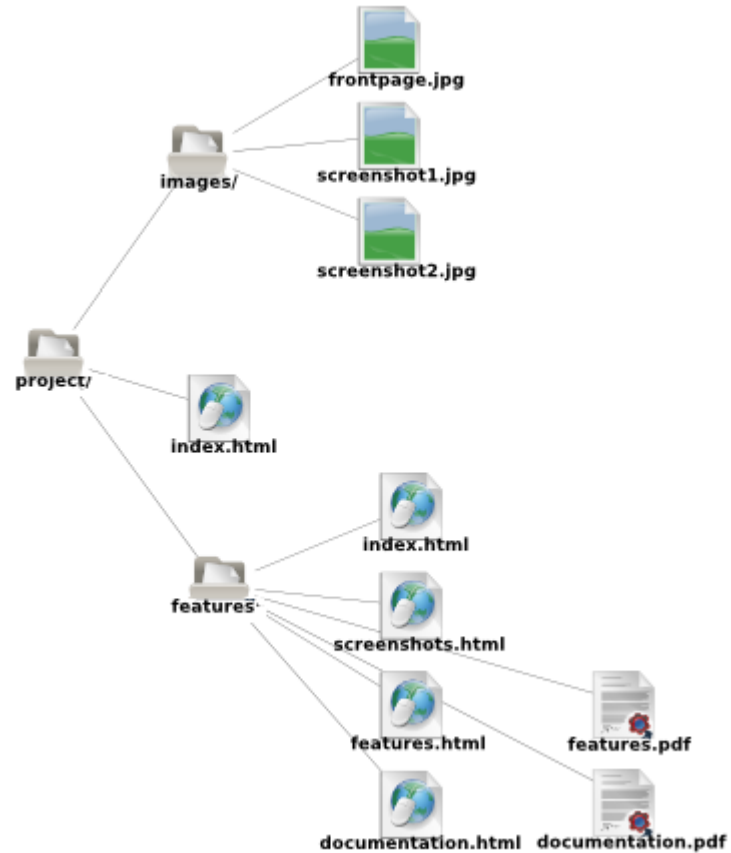 frontpage.jpg
screenshot1.jpg
images/
screenshot2.jpg
project/
index.html
index.html
features
screenshots.html
features.html
features.pdf
documentation.html
documentation.pdf